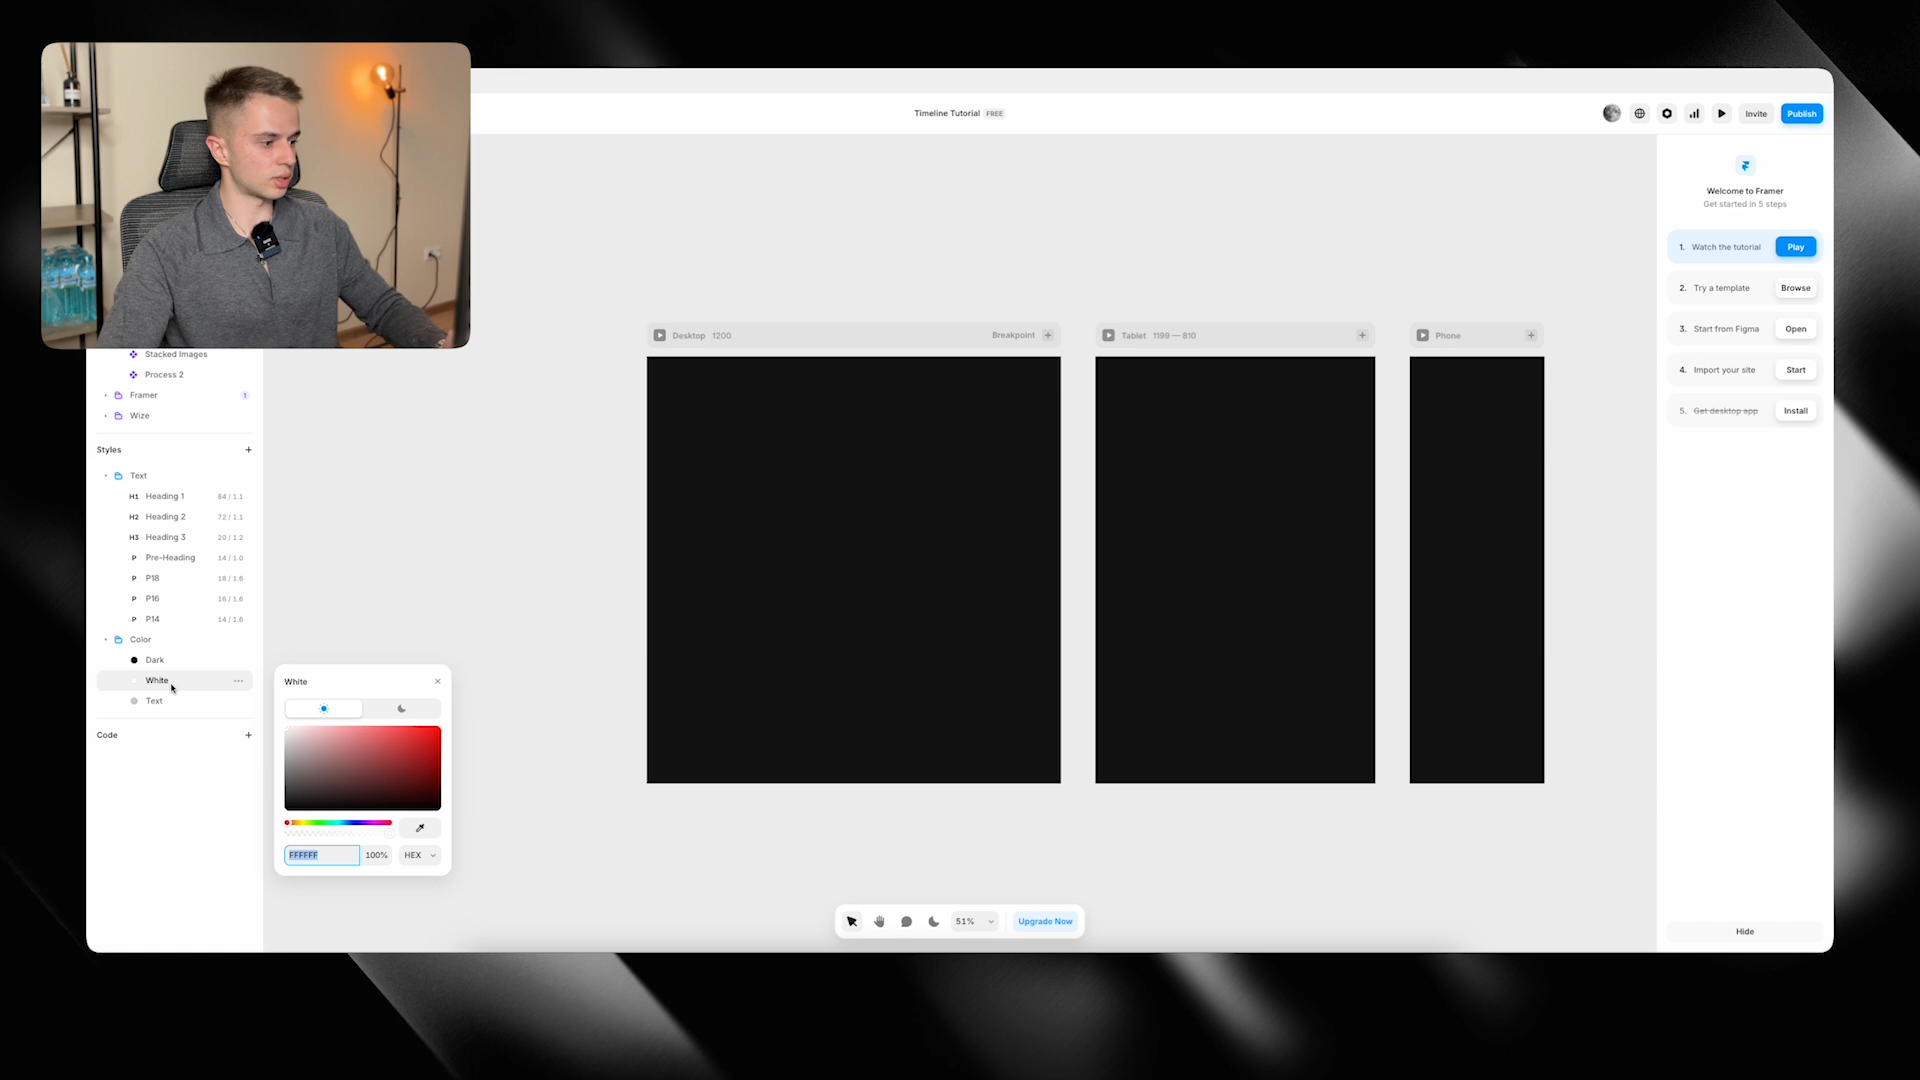 Timeline Tutorial FREE
Invite
Publish
Stacked Images
Process 2
Framer 1
Wize
Styles
Text
H1 Heading 1 84 / 1.1
H2 Heading 2 72 / 1.1
H3 Heading 3 20 / 1.2
P Pre-Heading 14 / 1.0
P P18 18 / 1.6
P P16 16 / 1.6
P P14 14 / 1.6
Color
Dark
White
Text
Code
White
FFFFFF 100% HEX
Desktop 1200 Breakpoint
Tablet 1199 — 810
Phone
51% Upgrade Now
Welcome to Framer
Get started in 5 steps
1. Watch the tutorial Play
2. Try a template Browse
3. Start from Figma Open
4. Import your site Start
5. Get desktop app Install
Hide